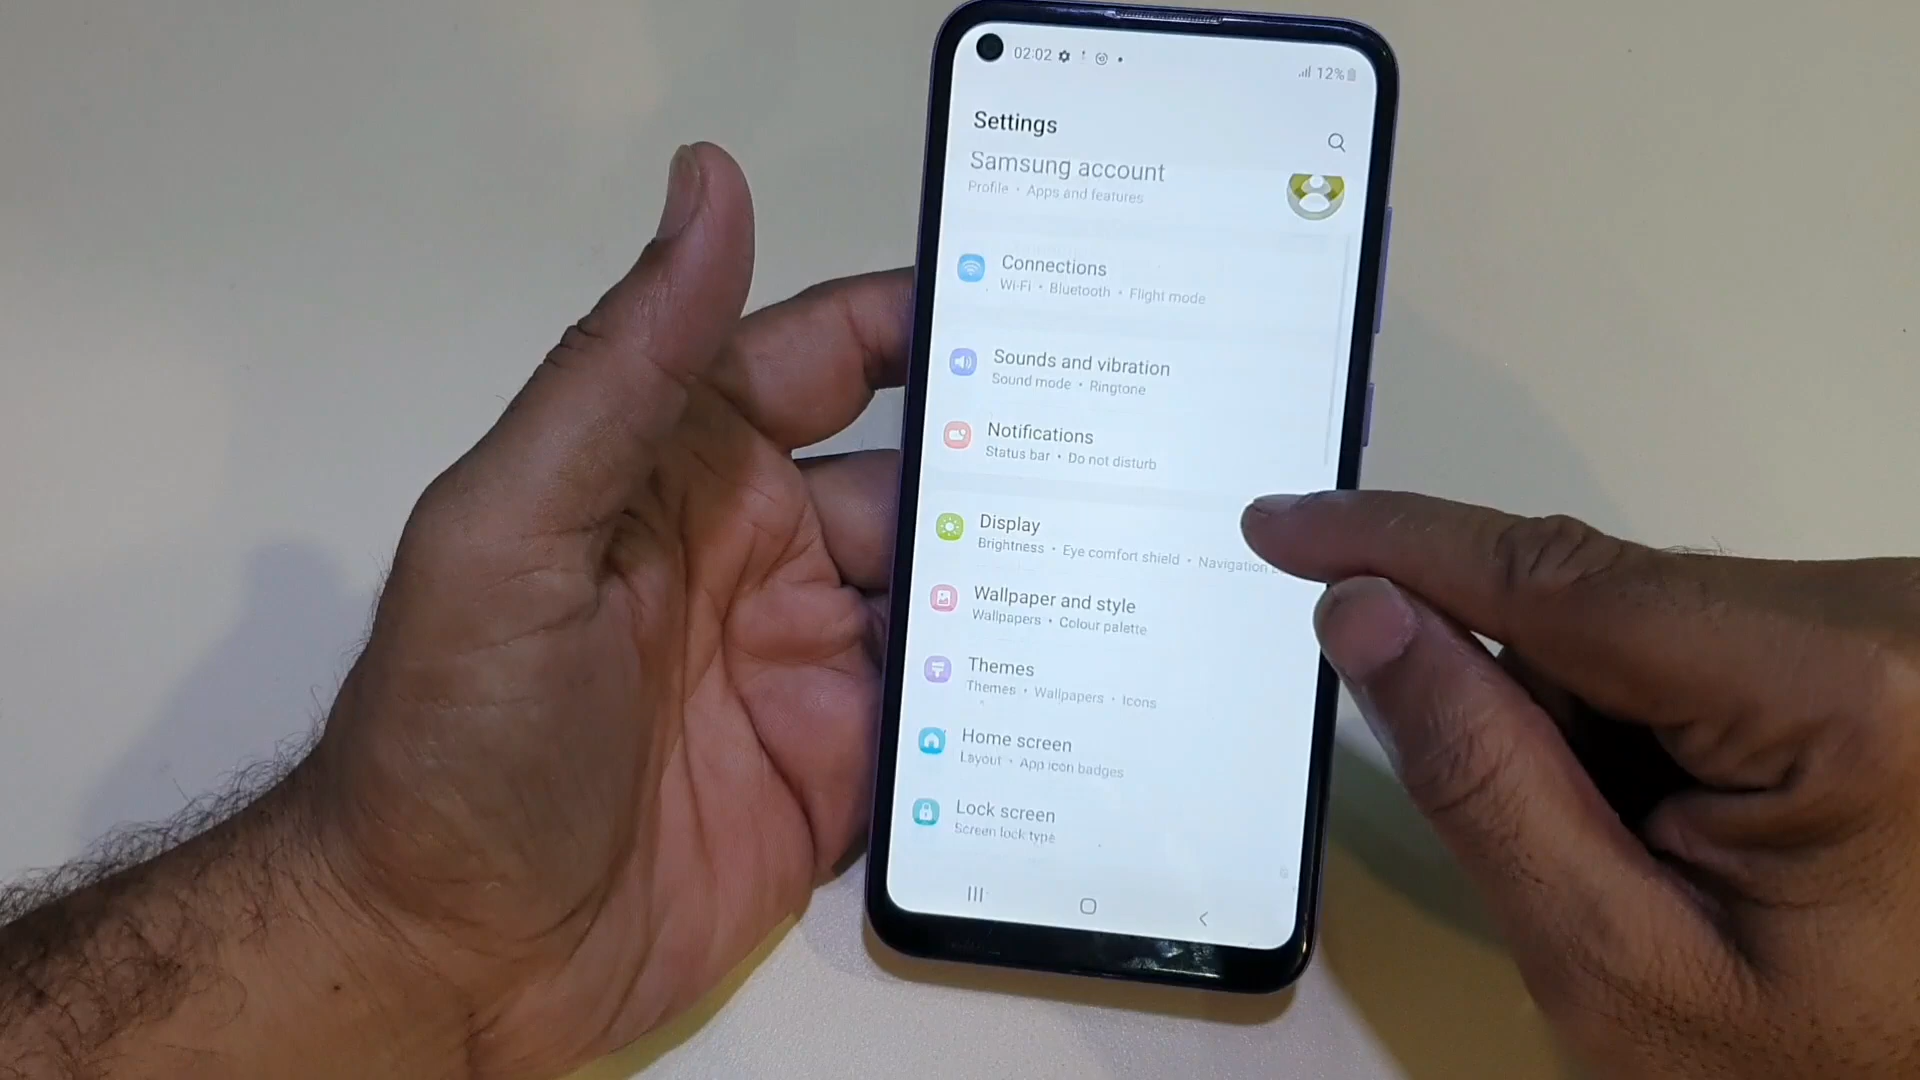 02:02
12%
Settings
Samsung account
Profile • Apps and features
Connections
Wi-Fi • Bluetooth • Flight mode
Sounds and vibration
Sound mode • Ringtone
Notifications
Status bar • Do not disturb
Display
Brightness • Eye comfort shield • Navigation
Wallpaper and style
Wallpapers • Colour palette
Themes
Themes • Wallpapers • Icons
Home screen
Layout • App icon badges
Lock screen
Screen lock type